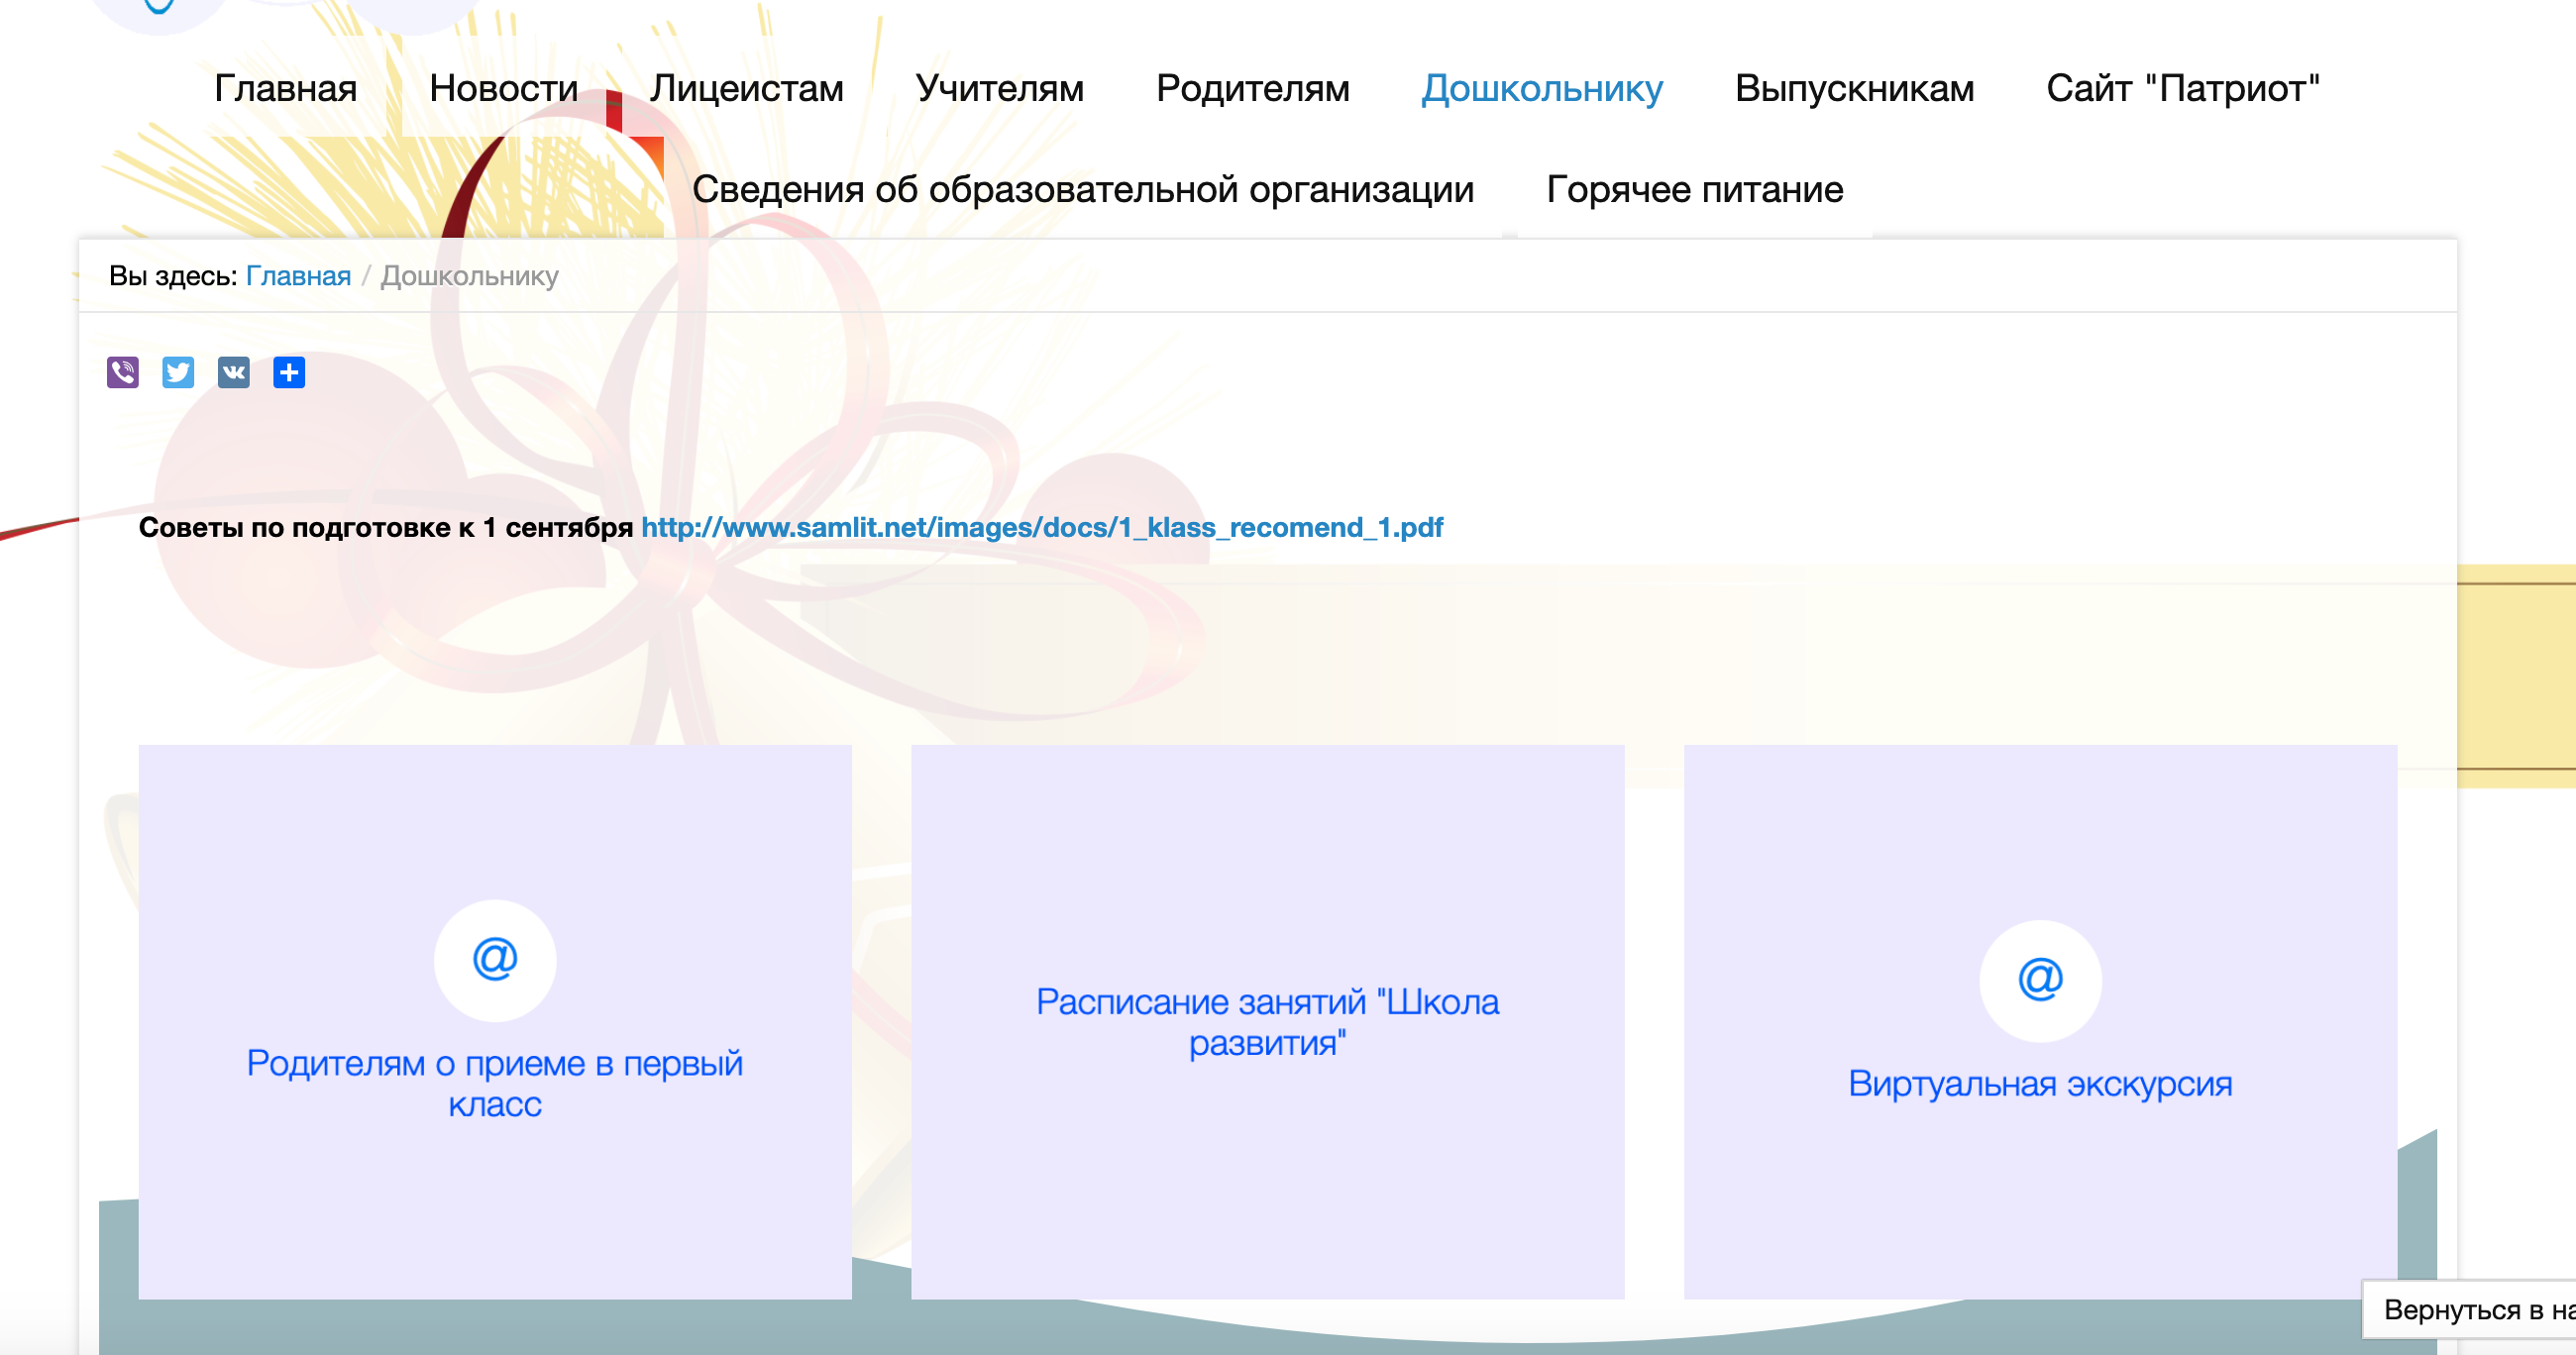 Главная Новости Лицеистам Учителям Родителям Дошкольнику Выпускникам Сайт "Патриот"
Сведения об образовательной организации Горячее питание
Вы здесь: Главная / Дошкольнику
Советы по подготовке к 1 сентября http://www.samlit.net/images/docs/1_klass_recomend_1.pdf
@
Родителям о приеме в первый
класс
Расписание занятий "Школа
развития"
@
Виртуальная экскурсия
Вернуться в